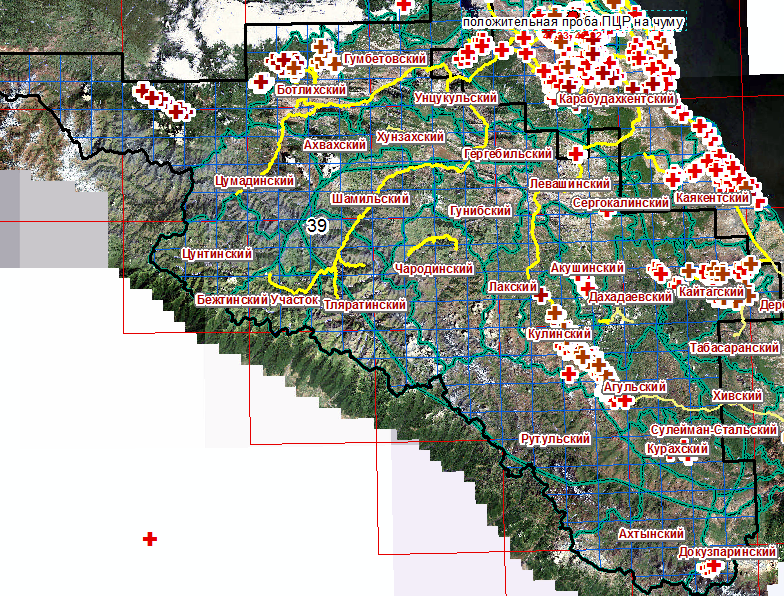 положительная проба ПЦР на чуму
Гумбетовский
Ботлихский
Унцукульский
Карабудахкентский
Хунзахский
Ахвахский
Гергебильский
Цумадинский
Левашинский
Шамильский
Сергокалинский
Каякентский
Гунибский
39
Цунтинский
Чародинский
Акушинский
Лакский
Дахадаевский
Кайтагский
Бежтинский Участок
Тляратинский
Дер
Кулинский
Табасаранский
Агульский
Хивский
Сулейман-Стальский
Рутульский
Курахский
Ахтынский
Докузпаринский